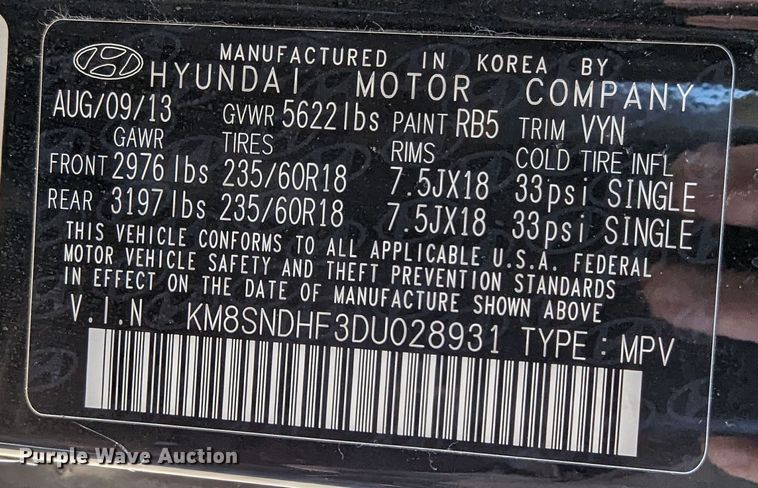 MANUFACTURED IN KOREA BY
HYUNDAI MOTOR COMPANY
AUG/09/13 GVWR 5622lbs PAINT RB5 TRIM VYN
GAWR TIRES RIMS COLD TIRE INFL
FRONT 2976lbs 235/60R18 7.5JX18 33psi SINGLE
REAR 3197lbs 235/60R18 7.5JX18 33psi SINGLE
THIS VEHICLE CONFORMS TO ALL APPLICABLE U.S.A. FEDERAL
MOTOR VEHICLE SAFETY AND THEFT PREVENTION STANDARDS
IN EFFECT ON THE DATE OF MANUFACTURE SHOWN ABOVE
V.I.N KM8SNDHF3DU028931 TYPE : MPV
Purple Wave Auction